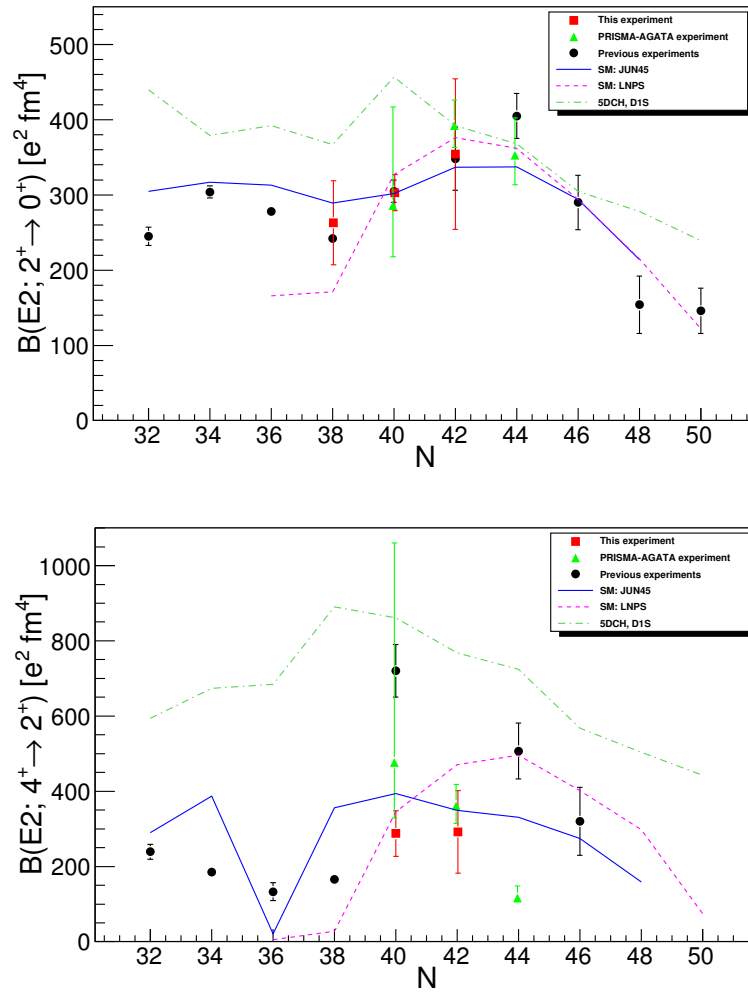 This experiment
PRISMA-AGATA experiment
Previous experiments
SM: JUN45
SM: LNPS
5DCH, D1S
B(E2; 2⁺→ 0⁺) [e² fm⁴]
500
400
300
200
100
0
32 34 36 38 40 42 44 46 48 50
N
This experiment
PRISMA-AGATA experiment
Previous experiments
SM: JUN45
SM: LNPS
5DCH, D1S
B(E2; 4⁺→ 2⁺) [e² fm⁴]
1000
800
600
400
200
0
32 34 36 38 40 42 44 46 48 50
N